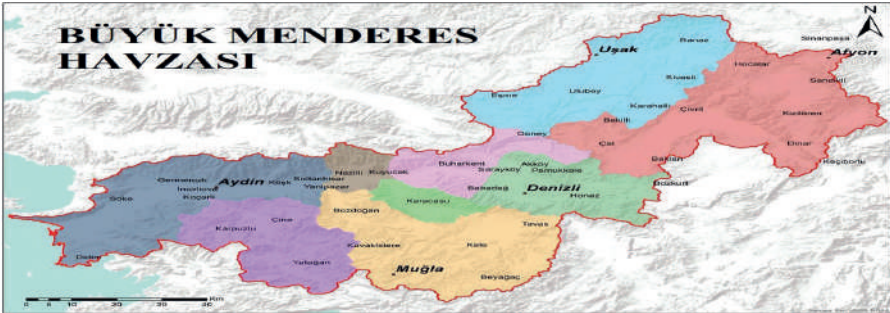 BÜYÜK MENDERES
HAVZASI
N
Sinanpaşa
Afyon
Banaz
Uşak
Hocalar
Sandıklı
Sivaslı
Ulubey
Eşme
Karahallı
Çivril
Kızılören
Bekilli
Güney
Dinar
Çal
Keçiborlu
Baklan
Buharkent
Akköy
Sarayköy
Pamukkale
Bozkurt
Nazilli
Kuyucak
Germencik
Aydın
Köşk
Sultanhisar
Yenipazar
İncirliova
Koçarlı
Babadağ
Denizli
Honaz
Söke
Karacasu
Bozdoğan
Çine
Tavas
Karpuzlu
Kavaklıdere
Kale
Didim
Yatağan
Muğla
Beyağaç
0 5 10 20 30
Km